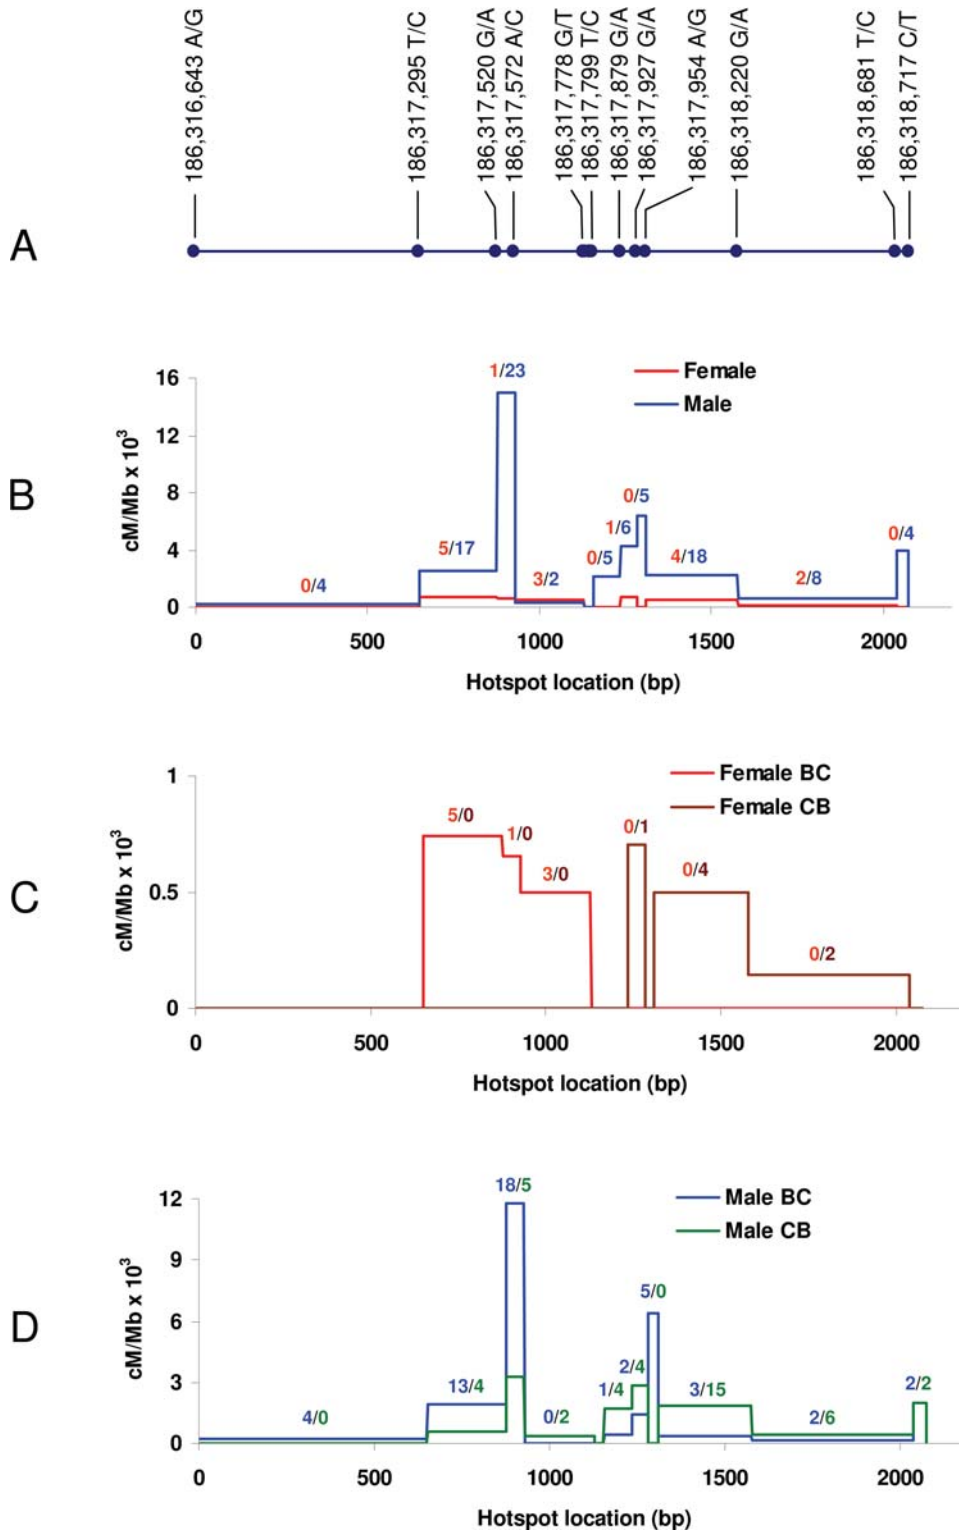 186,316,643 A/G
186,317,295 T/C
186,317,520 G/A
186,317,572 A/C
186,317,778 G/T
186,317,799 T/C
186,317,879 G/A
186,317,927 G/A
186,317,954 A/G
186,318,220 G/A
186,318,681 T/C
186,318,717 C/T
A
B
cM/Mb x 10³
16
12
8
4
0
0/4
5/17
1/23
3/2
0/5
1/6
0/5
4/18
2/8
0/4
Female
Male
0
500
1000
1500
2000
Hotspot location (bp)
C
cM/Mb x 10³
1
0.5
0
5/0
1/0
3/0
0/1
0/4
0/2
Female BC
Female CB
0
500
1000
1500
2000
Hotspot location (bp)
D
cM/Mb x 10³
12
9
6
3
0
4/0
13/4
18/5
0/2
1/4
2/4
5/0
3/15
2/6
2/2
Male BC
Male CB
0
500
1000
1500
2000
Hotspot location (bp)